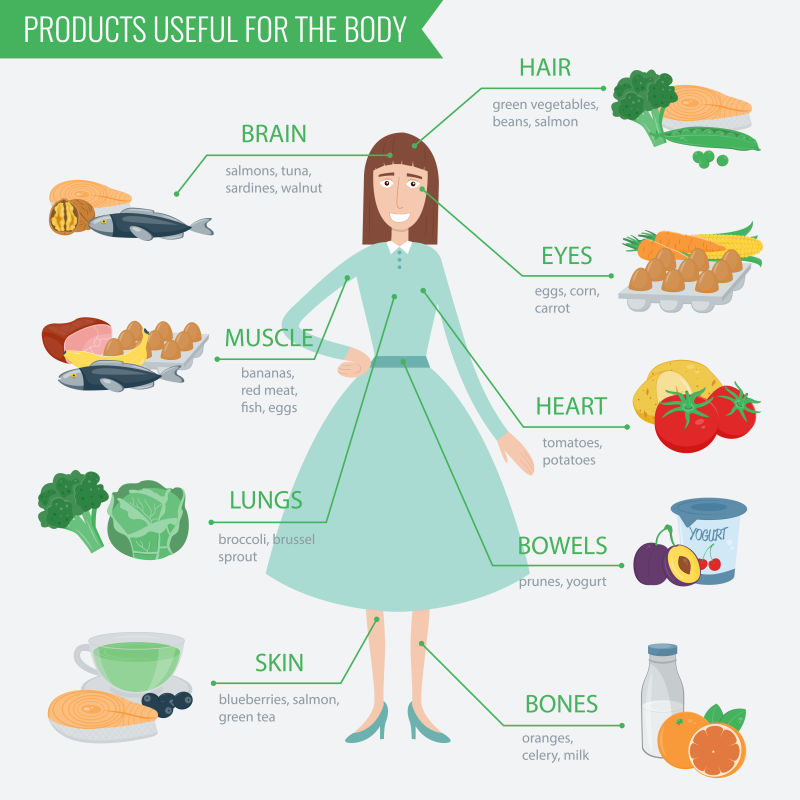 PRODUCTS USEFUL FOR THE BODY
HAIR
green vegetables,
beans, salmon
BRAIN
salmons, tuna,
sardines, walnut
EYES
eggs, corn,
carrot
MUSCLE
bananas,
red meat,
fish, eggs
HEART
tomatoes,
potatoes
LUNGS
broccoli, brussel
sprout
BOWELS
prunes, yogurt
YOGURT
SKIN
blueberries, salmon,
green tea
BONES
oranges,
celery, milk